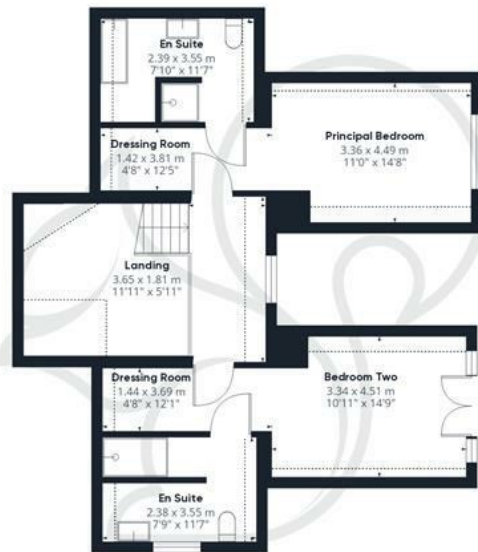 En Suite
2.39 x 3.55 m
7'10" x 11'7"
Dressing Room
1.42 x 3.81 m
4'8" x 12'5"
Principal Bedroom
3.36 x 4.49 m
11'0" x 14'8"
Landing
3.65 x 1.81 m
11'11" x 5'11"
Dressing Room
1.44 x 3.69 m
4'8" x 12'1"
Bedroom Two
3.34 x 4.51 m
10'11" x 14'9"
En Suite
2.38 x 3.55 m
7'9" x 11'7"